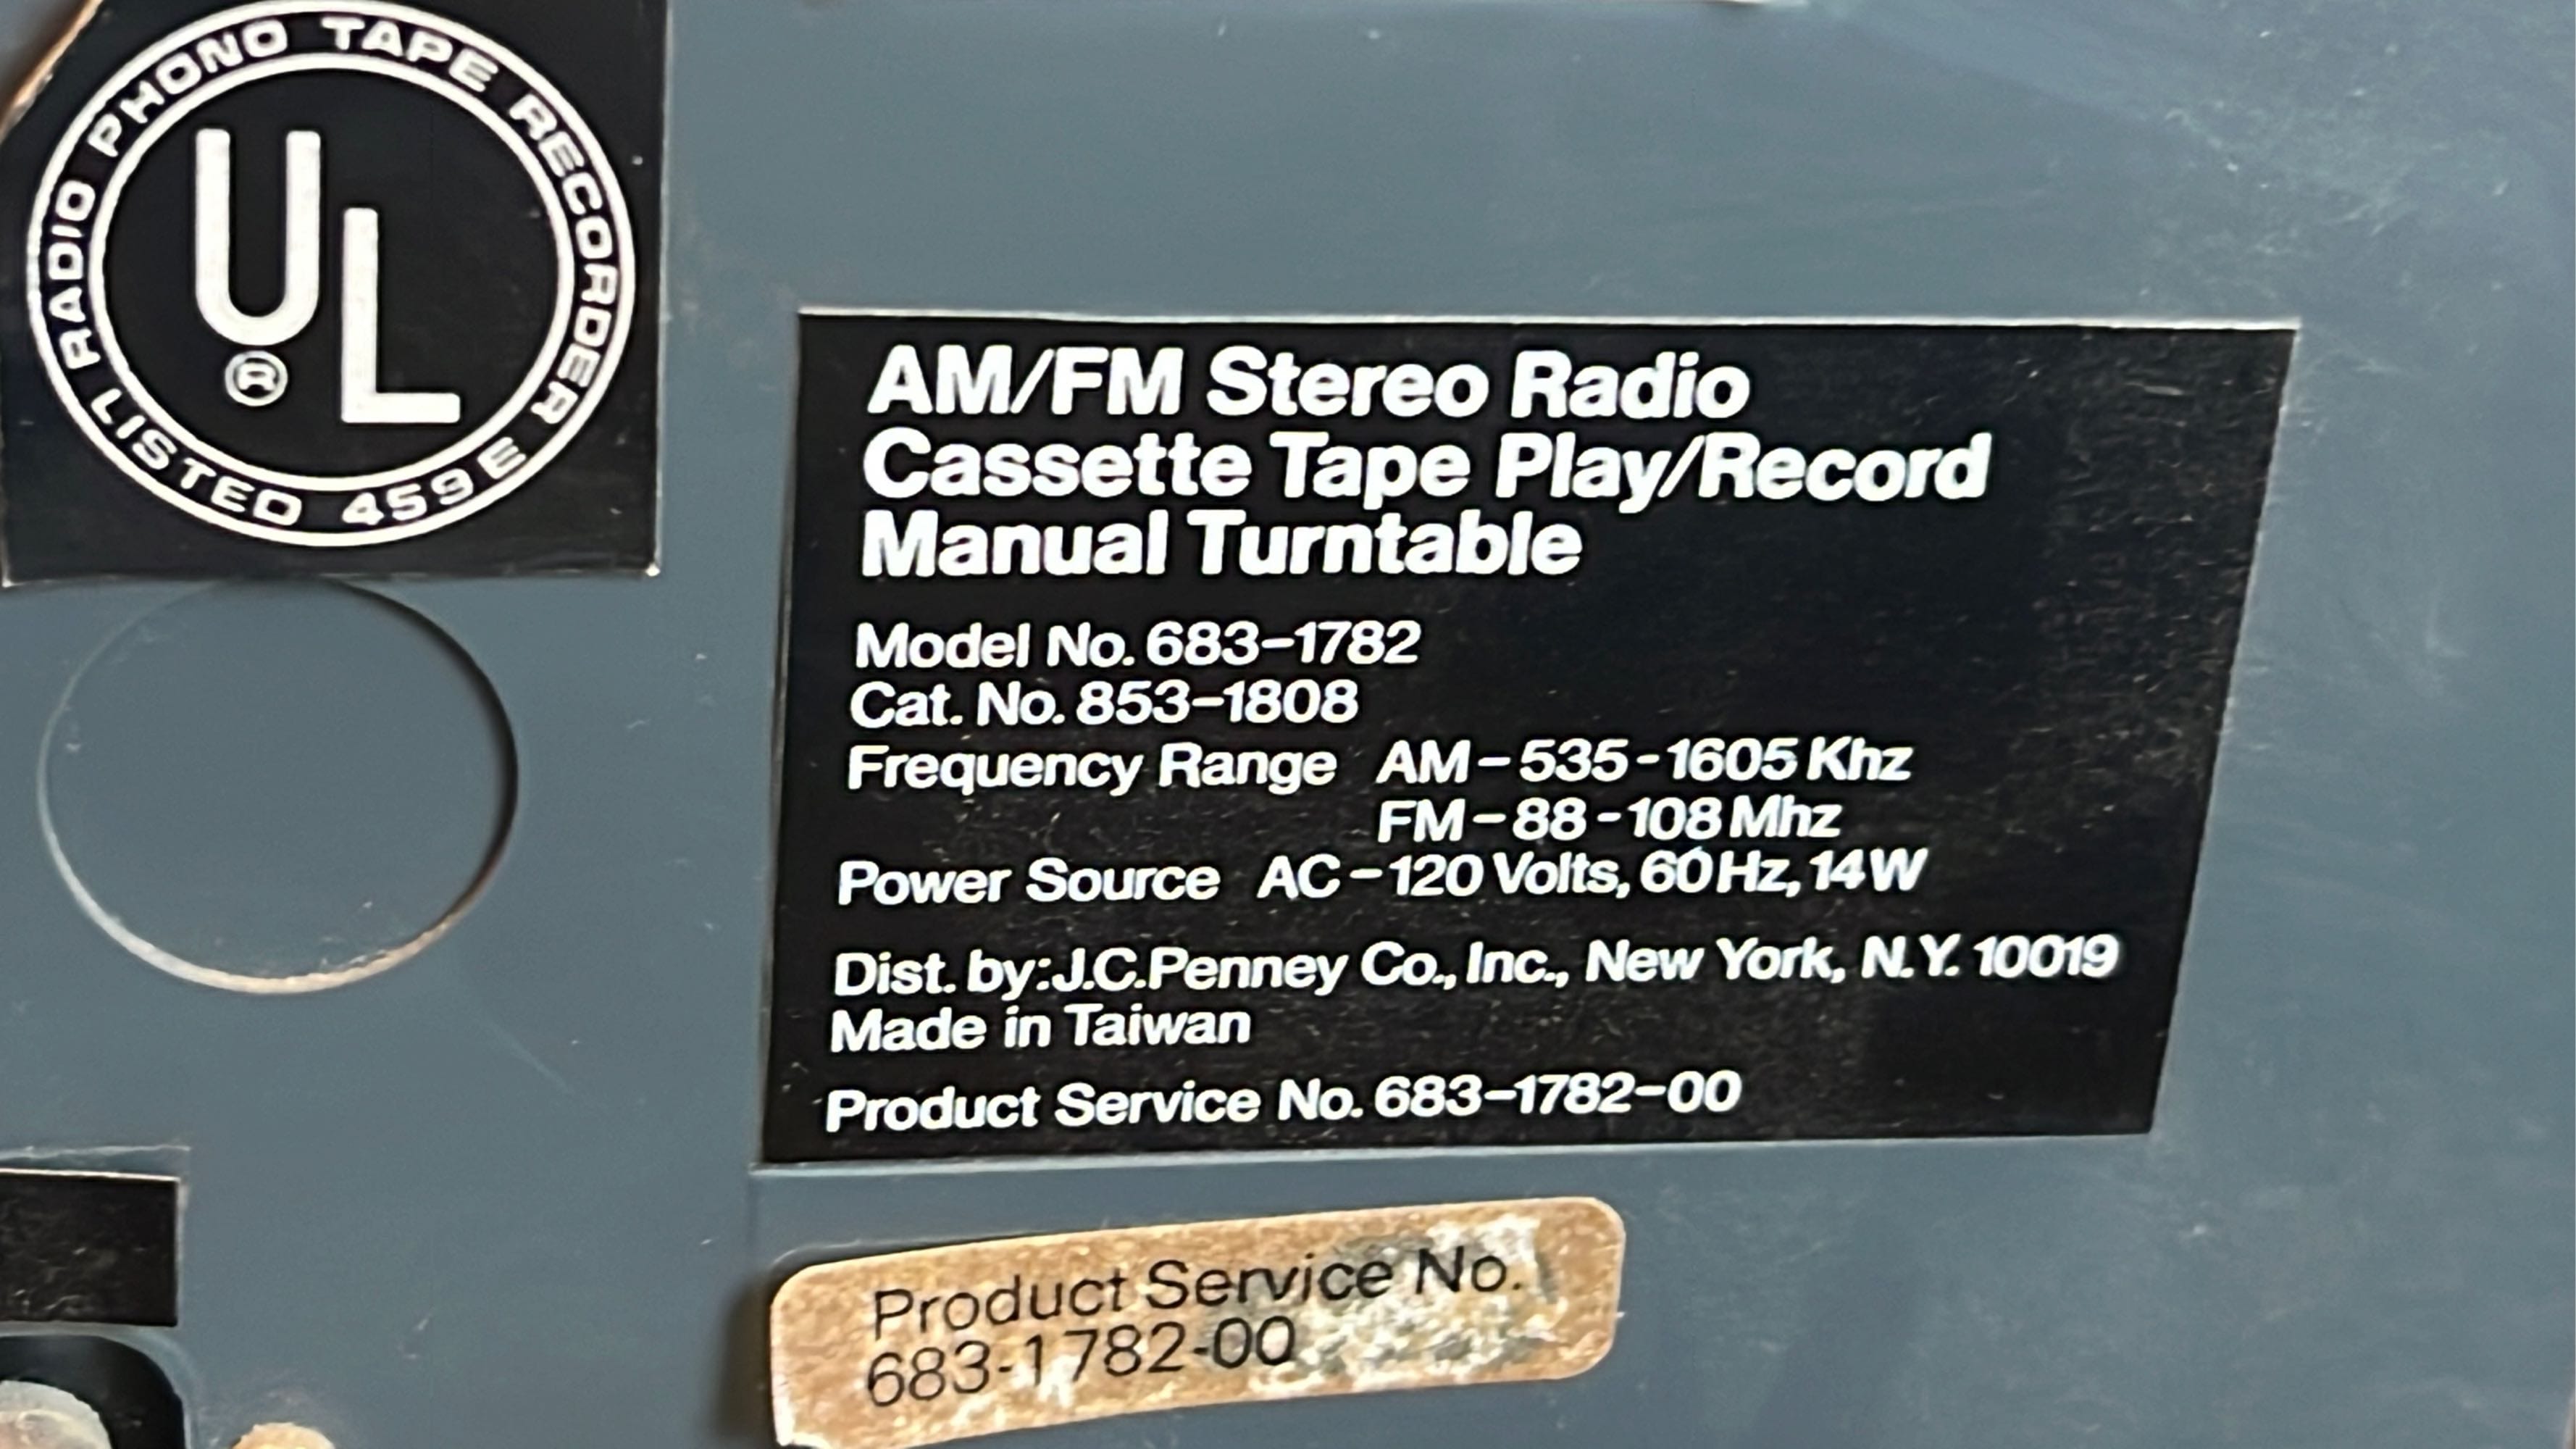 RADIO PHONO TAPE RECORDER
UL
®
LISTED 459E
AM/FM Stereo Radio
Cassette Tape Play/Record
Manual Turntable
Model No. 683-1782
Cat. No. 853-1808
Frequency Range AM-535-1605 Khz
FM-88-108 Mhz
Power Source AC-120 Volts, 60 Hz, 14W
Dist. by: J.C.Penney Co., Inc., New York, N.Y. 10019
Made in Taiwan
Product Service No. 683-1782-00
Product Service No.
683-1782-00